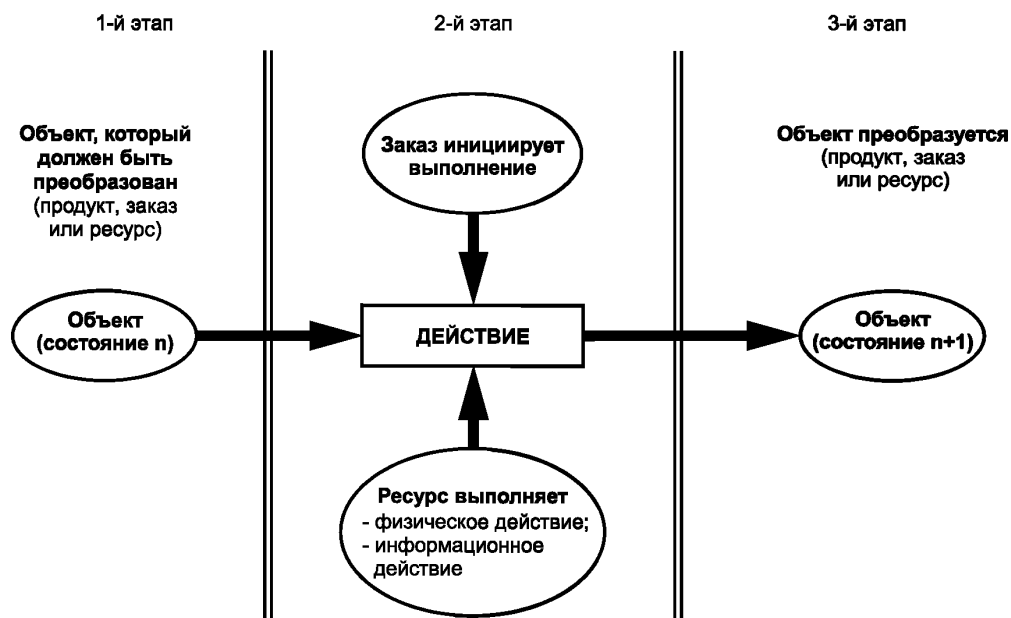 1-й этап
2-й этап
3-й этап
Объект, который
должен быть
преобразован
(продукт, заказ
или ресурс)
Заказ инициирует
выполнение
Объект преобразуется
(продукт, заказ
или ресурс)
Объект
(состояние n)
ДЕЙСТВИЕ
Объект
(состояние n+1)
Ресурс выполняет
- физическое действие;
- информационное
действие